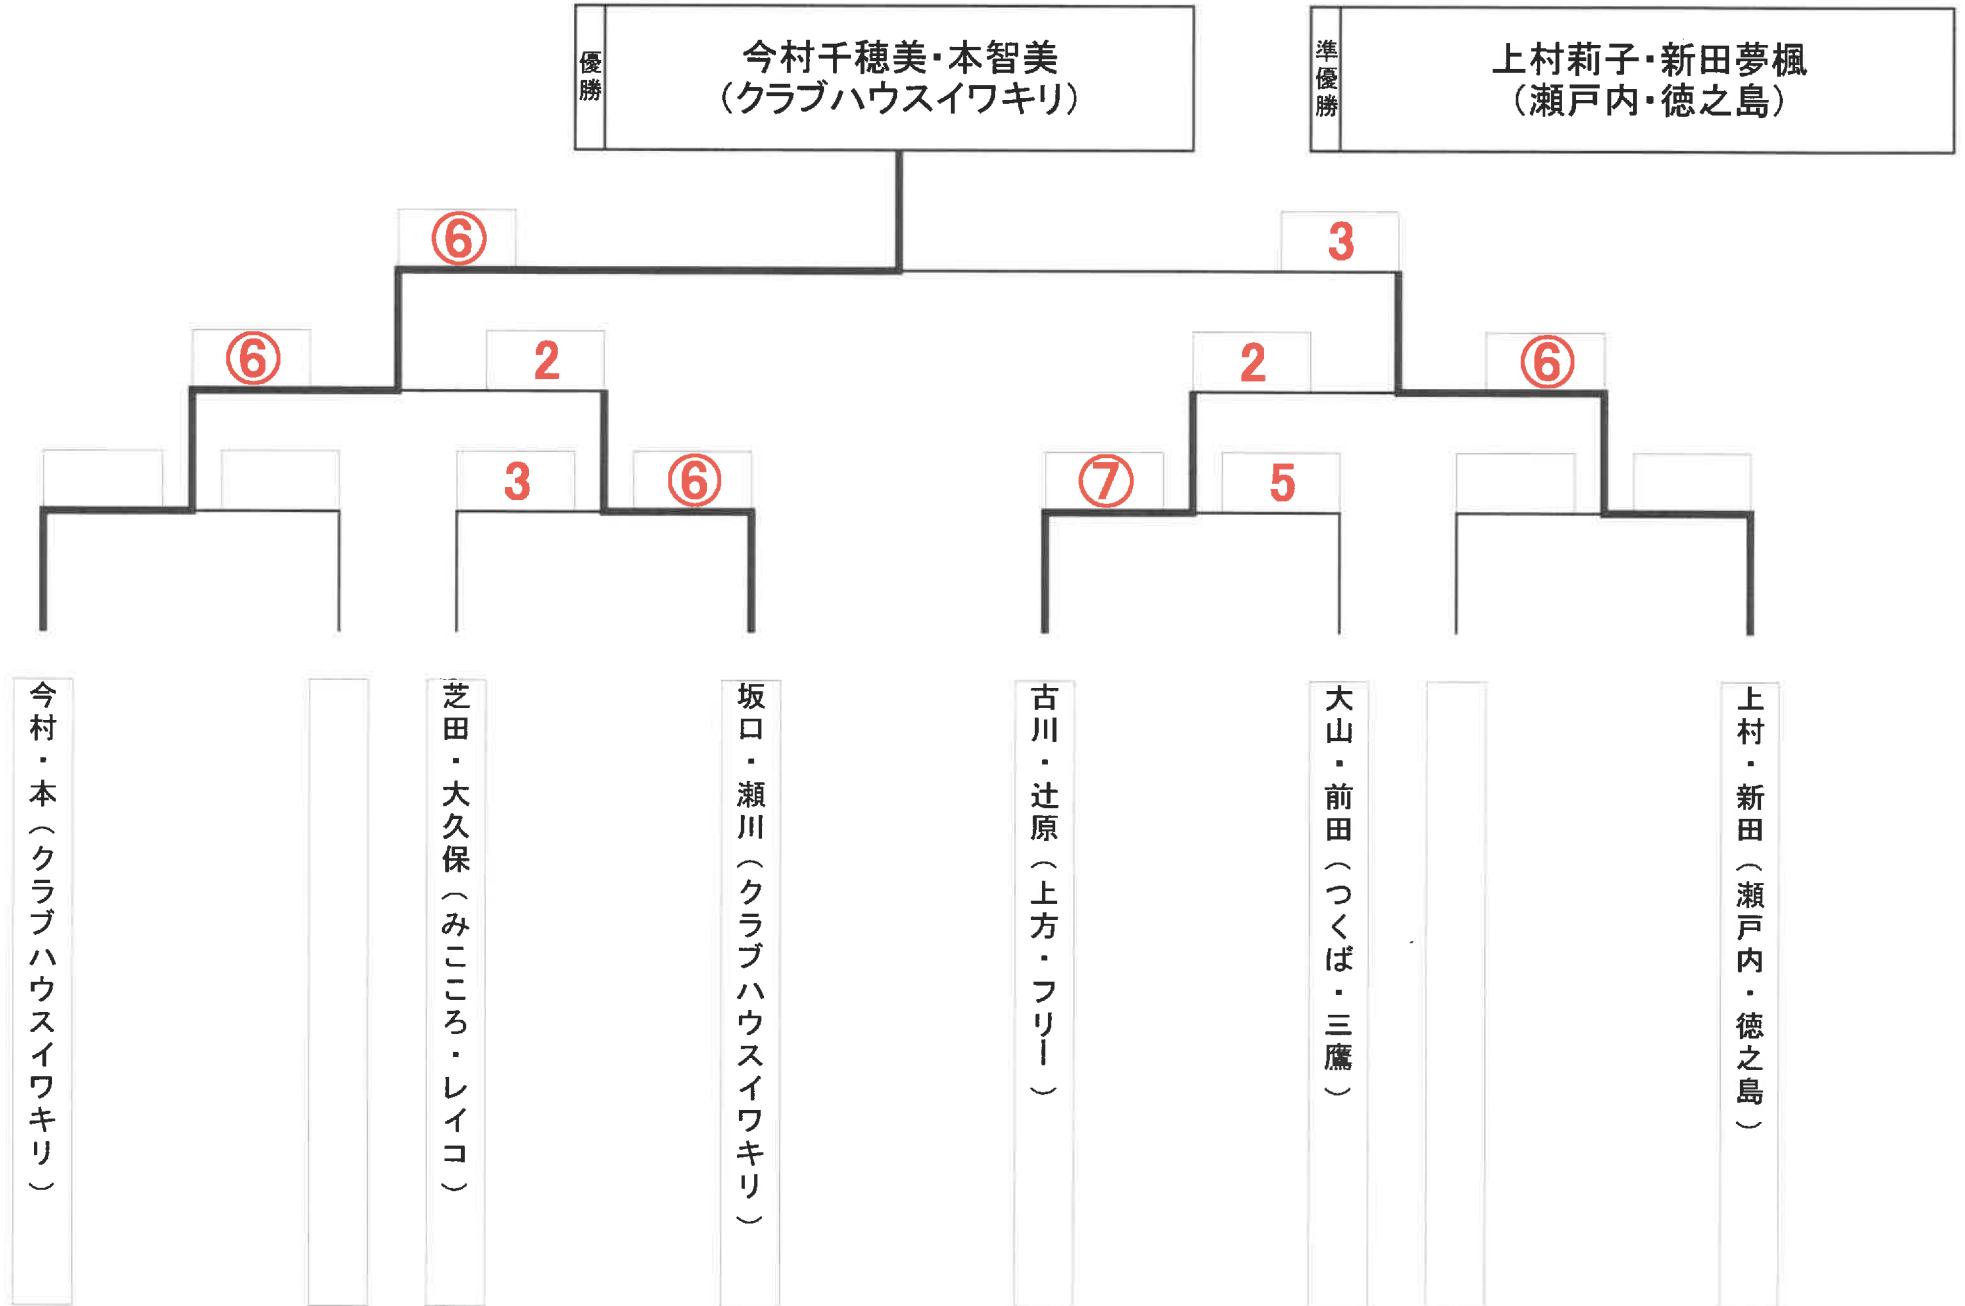 優勝
今村千穂美・本智美
(クラブハウスイワキリ)
準優勝
上村莉子・新田夢楓
(瀬戸内・徳之島)
⑥
3
⑥
2
2
⑥
3
⑥
⑦
5
今村・本(クラブハウスイワキリ)
芝田・大久保(みこころ・レイコ)
坂口・瀬川(クラブハウスイワキリ)
古川・辻原(上方・フリー)
大山・前田(つくば・三鷹)
上村・新田(瀬戸内・徳之島)